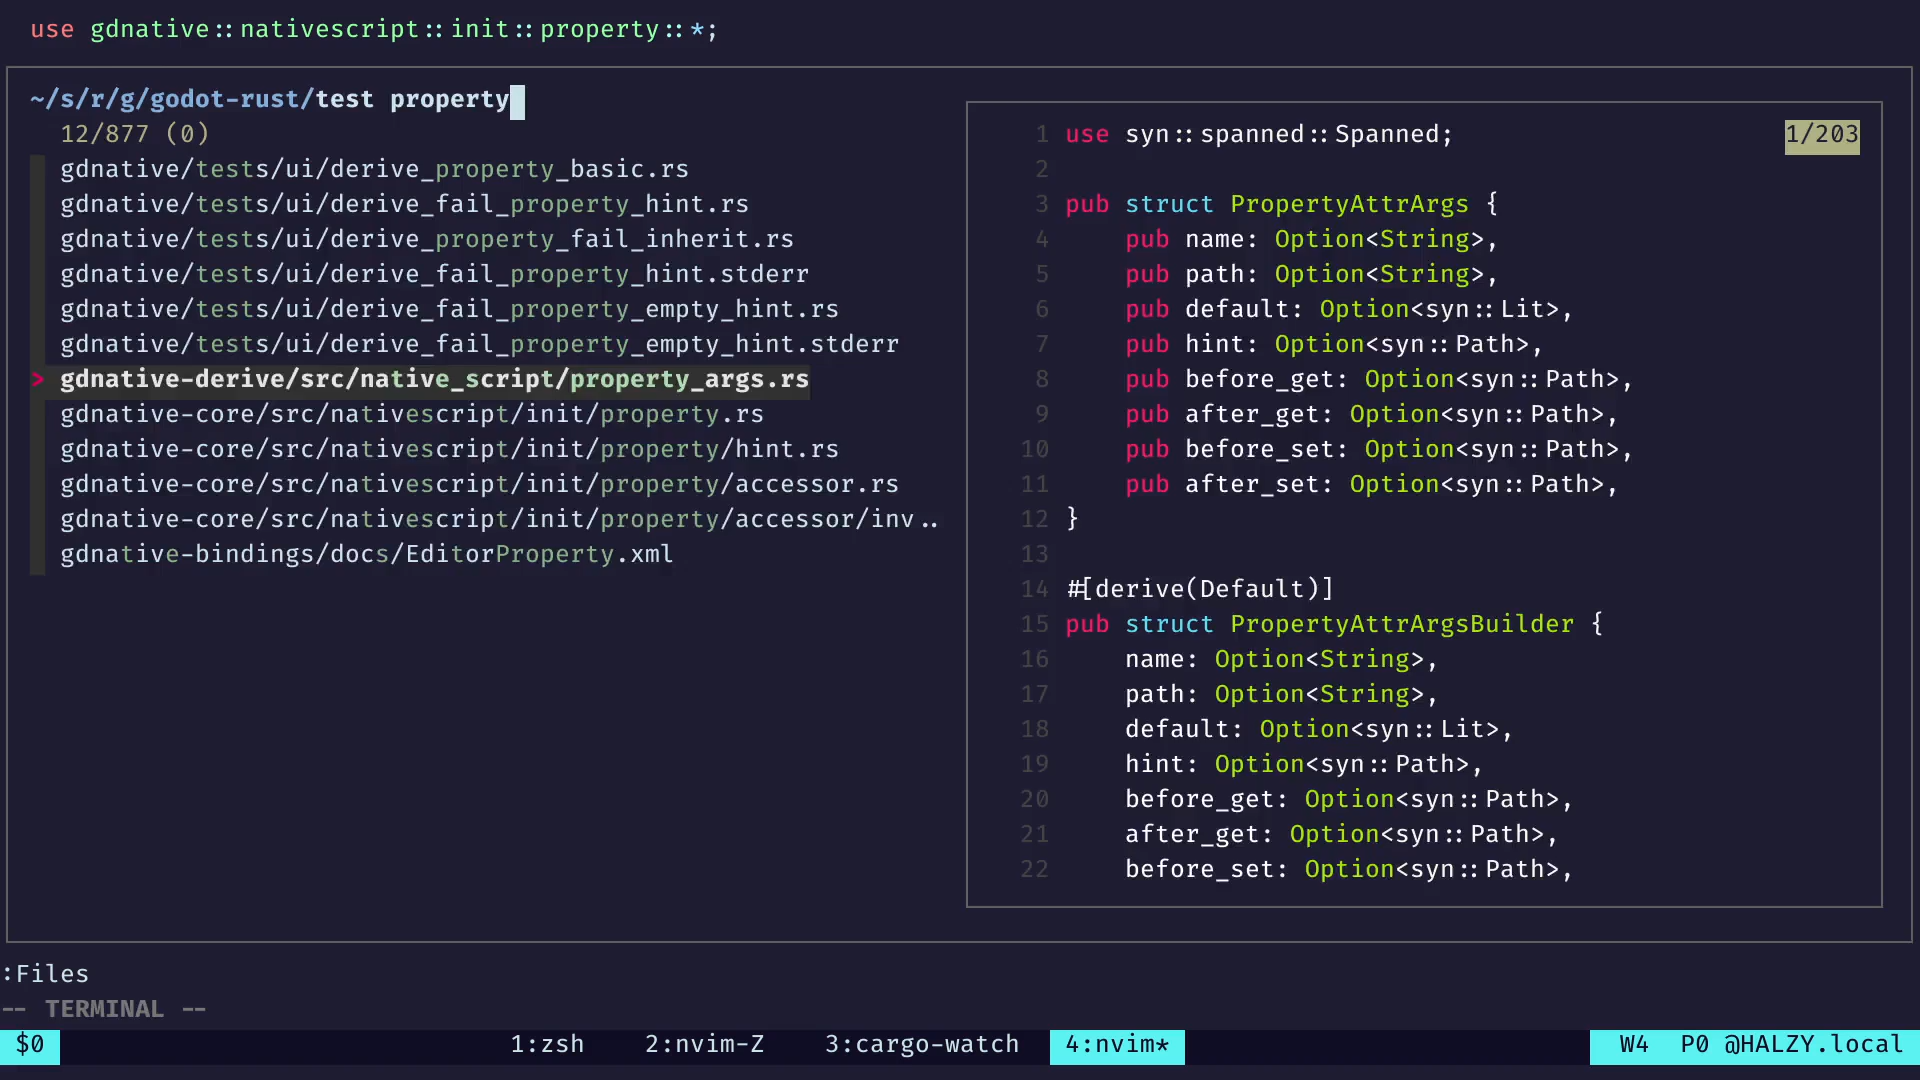 use gdnative::nativescript::init::property::*;
~/s/r/g/godot-rust/test property
12/877 (0)
gdnative/tests/ui/derive_property_basic.rs
gdnative/tests/ui/derive_fail_property_hint.rs
gdnative/tests/ui/derive_property_fail_inherit.rs
gdnative/tests/ui/derive_fail_property_hint.stderr
gdnative/tests/ui/derive_fail_property_empty_hint.rs
gdnative/tests/ui/derive_fail_property_empty_hint.stderr
> gdnative-derive/src/native_script/property_args.rs
gdnative-core/src/nativescript/init/property.rs
gdnative-core/src/nativescript/init/property/hint.rs
gdnative-core/src/nativescript/init/property/accessor.rs
gdnative-core/src/nativescript/init/property/accessor/inv..
gdnative-bindings/docs/EditorProperty.xml
1/203
1 use syn::spanned::Spanned;
2
3 pub struct PropertyAttrArgs {
4     pub name: Option<String>,
5     pub path: Option<String>,
6     pub default: Option<syn::Lit>,
7     pub hint: Option<syn::Path>,
8     pub before_get: Option<syn::Path>,
9     pub after_get: Option<syn::Path>,
10     pub before_set: Option<syn::Path>,
11     pub after_set: Option<syn::Path>,
12 }
13
14 #[derive(Default)]
15 pub struct PropertyAttrArgsBuilder {
16     name: Option<String>,
17     path: Option<String>,
18     default: Option<syn::Lit>,
19     hint: Option<syn::Path>,
20     before_get: Option<syn::Path>,
21     after_get: Option<syn::Path>,
22     before_set: Option<syn::Path>,
:Files
-- TERMINAL --
$0 1:zsh 2:nvim-Z 3:cargo-watch 4:nvim* W4 P0 @HALZY.local